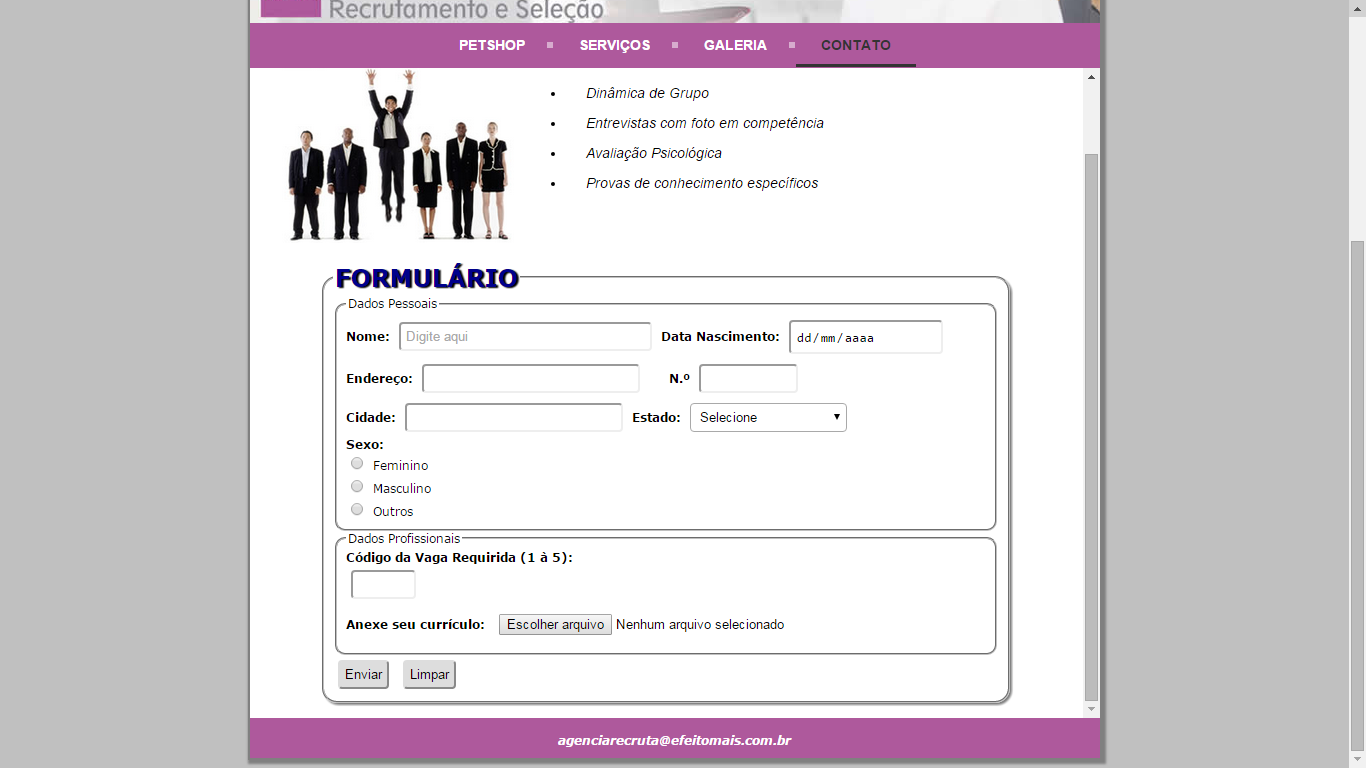 Recrutamento e Seleção
PETSHOP SERVIÇOS GALERIA CONTATO
• Dinâmica de Grupo
• Entrevistas com foto em competência
• Avaliação Psicológica
• Provas de conhecimento específicos
FORMULÁRIO
Dados Pessoais
Nome: Digite aqui Data Nascimento: dd/mm/aaaa
Endereço: N.º
Cidade: Estado: Selecione
Sexo:
Feminino
Masculino
Outros
Dados Profissionais
Código da Vaga Requirida (1 à 5):
Anexe seu currículo: Escolher arquivo Nenhum arquivo selecionado
Enviar Limpar
agenciarecruta@efeitomais.com.br